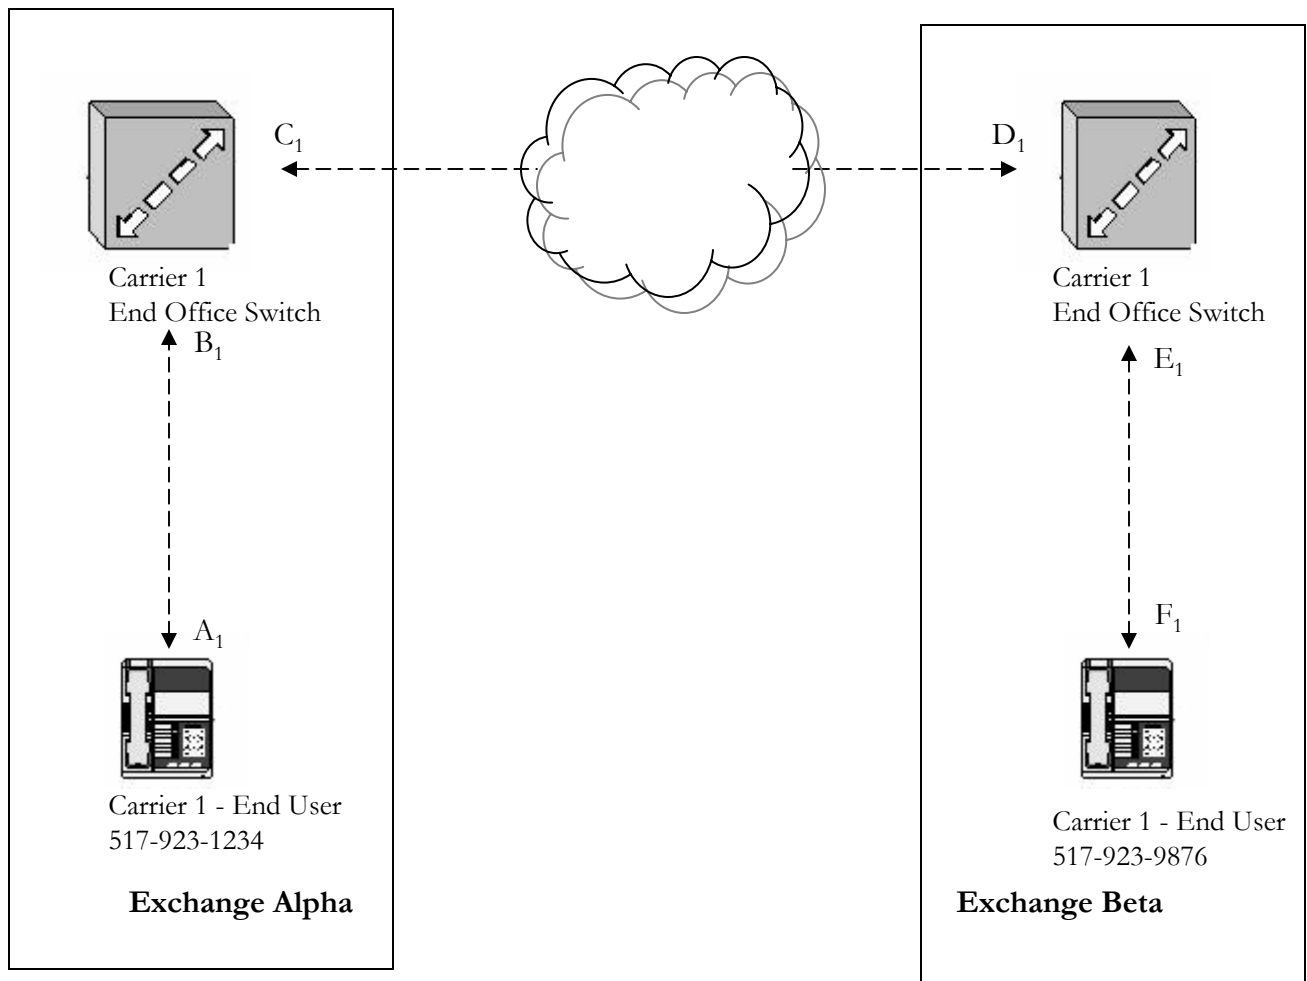 C₁
D₁
Carrier 1
End Office Switch
B₁
Carrier 1
End Office Switch
E₁
A₁
F₁
Carrier 1 - End User
517-923-1234
Carrier 1 - End User
517-923-9876
Exchange Alpha
Exchange Beta